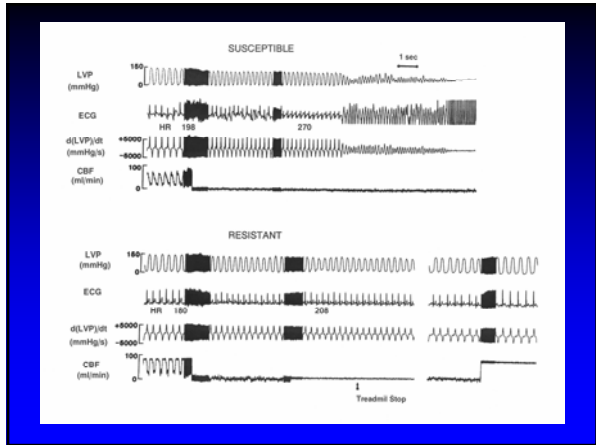 SUSCEPTIBLE
1 sec
LVP
(mmHg)
150
0
ECG
HR 198 270
d(LVP)/dt
(mmHg/s)
+5000
-5000
CBF
(ml/min)
100
0
RESISTANT
LVP
(mmHg)
150
0
ECG
HR 180 208
d(LVP)/dt
(mmHg/s)
+5000
-5000
CBF
(ml/min)
100
0
Treadmil Stop